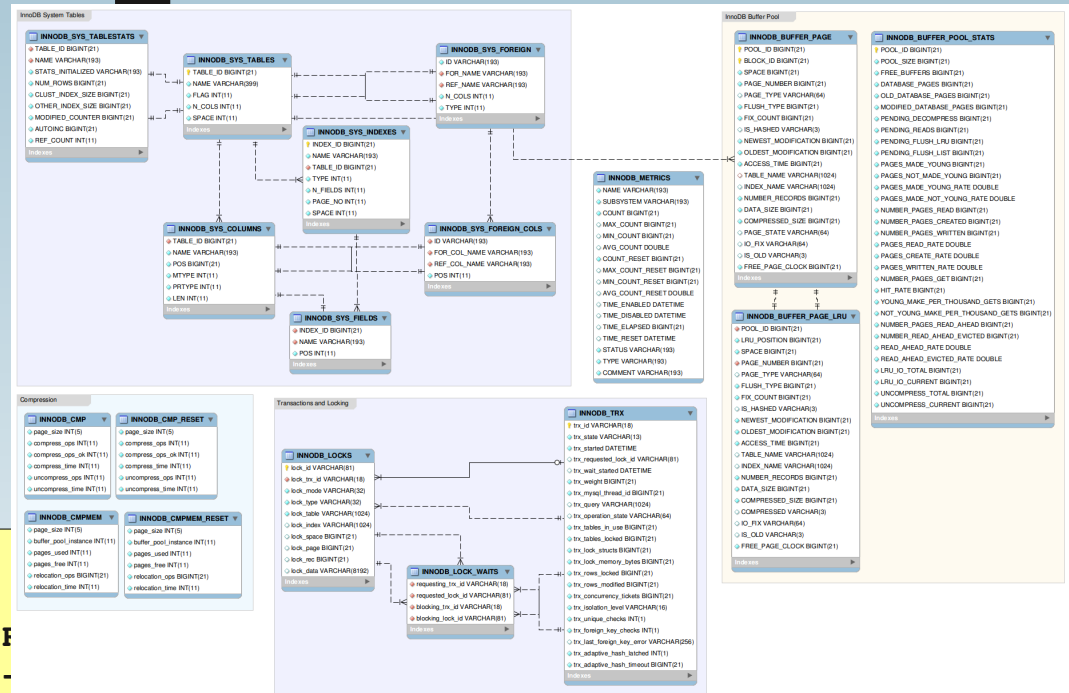 InnoDB System Tables
INNODB_SYS_TABLESTATS
TABLE_ID BIGINT(21)
NAME VARCHAR(193)
STATS_INITIALIZED VARCHAR(193)
NUM_ROWS BIGINT(21)
CLUST_INDEX_SIZE BIGINT(21)
OTHER_INDEX_SIZE BIGINT(21)
MODIFIED_COUNTER BIGINT(21)
AUTOINC BIGINT(21)
REF_COUNT INT(11)
Indexes
INNODB_SYS_TABLES
TABLE_ID BIGINT(21)
NAME VARCHAR(399)
FLAG INT(11)
N_COLS INT(11)
SPACE INT(11)
Indexes
INNODB_SYS_FOREIGN
ID VARCHAR(193)
FOR_NAME VARCHAR(193)
REF_NAME VARCHAR(193)
N_COLS INT(11)
TYPE INT(11)
Indexes
INNODB_SYS_INDEXES
INDEX_ID BIGINT(21)
NAME VARCHAR(193)
TABLE_ID BIGINT(21)
TYPE INT(11)
N_FIELDS INT(11)
PAGE_NO INT(11)
SPACE INT(11)
Indexes
INNODB_SYS_COLUMNS
TABLE_ID BIGINT(21)
NAME VARCHAR(193)
POS BIGINT(21)
MTYPE INT(11)
PRTYPE INT(11)
LEN INT(11)
Indexes
INNODB_SYS_FOREIGN_COLS
ID VARCHAR(193)
FOR_COL_NAME VARCHAR(193)
REF_COL_NAME VARCHAR(193)
POS INT(11)
Indexes
INNODB_SYS_FIELDS
INDEX_ID BIGINT(21)
NAME VARCHAR(193)
POS INT(11)
Indexes
INNODB_METRICS
NAME VARCHAR(193)
SUBSYSTEM VARCHAR(193)
COUNT BIGINT(21)
MAX_COUNT BIGINT(21)
MIN_COUNT BIGINT(21)
AVG_COUNT DOUBLE
COUNT_RESET BIGINT(21)
MAX_COUNT_RESET BIGINT(21)
MIN_COUNT_RESET BIGINT(21)
AVG_COUNT_RESET DOUBLE
TIME_ENABLED DATETIME
TIME_DISABLED DATETIME
TIME_ELAPSED BIGINT(21)
TIME_RESET DATETIME
STATUS VARCHAR(193)
TYPE VARCHAR(193)
COMMENT VARCHAR(193)
InnoDB Buffer Pool
INNODB_BUFFER_PAGE
POOL_ID BIGINT(21)
BLOCK_ID BIGINT(21)
SPACE BIGINT(21)
PAGE_NUMBER BIGINT(21)
PAGE_TYPE VARCHAR(64)
FLUSH_TYPE BIGINT(21)
FIX_COUNT BIGINT(21)
IS_HASHED VARCHAR(3)
NEWEST_MODIFICATION BIGINT(21)
OLDEST_MODIFICATION BIGINT(21)
ACCESS_TIME BIGINT(21)
TABLE_NAME VARCHAR(1024)
INDEX_NAME VARCHAR(1024)
NUMBER_RECORDS BIGINT(21)
DATA_SIZE BIGINT(21)
COMPRESSED_SIZE BIGINT(21)
PAGE_STATE VARCHAR(64)
IO_FIX VARCHAR(64)
IS_OLD VARCHAR(3)
FREE_PAGE_CLOCK BIGINT(21)
Indexes
INNODB_BUFFER_PAGE_LRU
POOL_ID BIGINT(21)
LRU_POSITION BIGINT(21)
SPACE BIGINT(21)
PAGE_NUMBER BIGINT(21)
PAGE_TYPE VARCHAR(64)
FLUSH_TYPE BIGINT(21)
FIX_COUNT BIGINT(21)
IS_HASHED VARCHAR(3)
NEWEST_MODIFICATION BIGINT(21)
OLDEST_MODIFICATION BIGINT(21)
ACCESS_TIME BIGINT(21)
TABLE_NAME VARCHAR(1024)
INDEX_NAME VARCHAR(1024)
NUMBER_RECORDS BIGINT(21)
DATA_SIZE BIGINT(21)
COMPRESSED_SIZE BIGINT(21)
COMPRESSED VARCHAR(3)
IO_FIX VARCHAR(64)
IS_OLD VARCHAR(3)
FREE_PAGE_CLOCK BIGINT(21)
Indexes
INNODB_BUFFER_POOL_STATS
POOL_ID BIGINT(21)
POOL_SIZE BIGINT(21)
FREE_BUFFERS BIGINT(21)
DATABASE_PAGES BIGINT(21)
OLD_DATABASE_PAGES BIGINT(21)
MODIFIED_DATABASE_PAGES BIGINT(21)
PENDING_DECOMPRESS BIGINT(21)
PENDING_READS BIGINT(21)
PENDING_FLUSH_LRU BIGINT(21)
PENDING_FLUSH_LIST BIGINT(21)
PAGES_MADE_YOUNG BIGINT(21)
PAGES_NOT_MADE_YOUNG BIGINT(21)
PAGES_MADE_YOUNG_RATE DOUBLE
PAGES_MADE_NOT_YOUNG_RATE DOUBLE
NUMBER_PAGES_READ BIGINT(21)
NUMBER_PAGES_CREATED BIGINT(21)
NUMBER_PAGES_WRITTEN BIGINT(21)
PAGES_READ_RATE DOUBLE
PAGES_CREATE_RATE DOUBLE
PAGES_WRITTEN_RATE DOUBLE
NUMBER_PAGES_GET BIGINT(21)
HIT_RATE BIGINT(21)
YOUNG_MAKE_PER_THOUSAND_GETS BIGINT(21)
NOT_YOUNG_MAKE_PER_THOUSAND_GETS BIGINT(21)
NUMBER_PAGES_READ_AHEAD BIGINT(21)
NUMBER_READ_AHEAD_EVICTED BIGINT(21)
READ_AHEAD_RATE DOUBLE
READ_AHEAD_EVICTED_RATE DOUBLE
LRU_IO_TOTAL BIGINT(21)
LRU_IO_CURRENT BIGINT(21)
UNCOMPRESS_TOTAL BIGINT(21)
UNCOMPRESS_CURRENT BIGINT(21)
Indexes
Compression
INNODB_CMP
page_size INT(5)
compress_ops INT(11)
compress_ops_ok INT(11)
compress_time INT(11)
uncompress_ops INT(11)
uncompress_time INT(11)
INNODB_CMP_RESET
page_size INT(5)
compress_ops INT(11)
compress_ops_ok INT(11)
compress_time INT(11)
uncompress_ops INT(11)
uncompress_time INT(11)
INNODB_CMPMEM
page_size INT(5)
buffer_pool_instance INT(11)
pages_used INT(11)
pages_free INT(11)
relocation_ops BIGINT(21)
relocation_time INT(11)
INNODB_CMPMEM_RESET
page_size INT(5)
buffer_pool_instance INT(11)
pages_used INT(11)
pages_free INT(11)
relocation_ops BIGINT(21)
relocation_time INT(11)
Transactions and Locking
INNODB_LOCKS
lock_id VARCHAR(81)
lock_trx_id VARCHAR(18)
lock_mode VARCHAR(32)
lock_type VARCHAR(32)
lock_table VARCHAR(1024)
lock_index VARCHAR(1024)
lock_space BIGINT(21)
lock_page BIGINT(21)
lock_rec BIGINT(21)
lock_data VARCHAR(8192)
Indexes
INNODB_LOCK_WAITS
requesting_trx_id VARCHAR(18)
requested_lock_id VARCHAR(81)
blocking_trx_id VARCHAR(18)
blocking_lock_id VARCHAR(81)
Indexes
INNODB_TRX
trx_id VARCHAR(18)
trx_state VARCHAR(13)
trx_started DATETIME
trx_requested_lock_id VARCHAR(81)
trx_wait_started DATETIME
trx_weight BIGINT(21)
trx_mysql_thread_id BIGINT(21)
trx_query VARCHAR(1024)
trx_operation_state VARCHAR(64)
trx_tables_in_use BIGINT(21)
trx_tables_locked BIGINT(21)
trx_lock_structs BIGINT(21)
trx_lock_memory_bytes BIGINT(21)
trx_rows_locked BIGINT(21)
trx_rows_modified BIGINT(21)
trx_concurrency_tickets BIGINT(21)
trx_isolation_level VARCHAR(16)
trx_unique_checks INT(1)
trx_foreign_key_checks INT(1)
trx_last_foreign_key_error VARCHAR(256)
trx_adaptive_hash_latched INT(1)
trx_adaptive_hash_timeout BIGINT(21)
Indexes